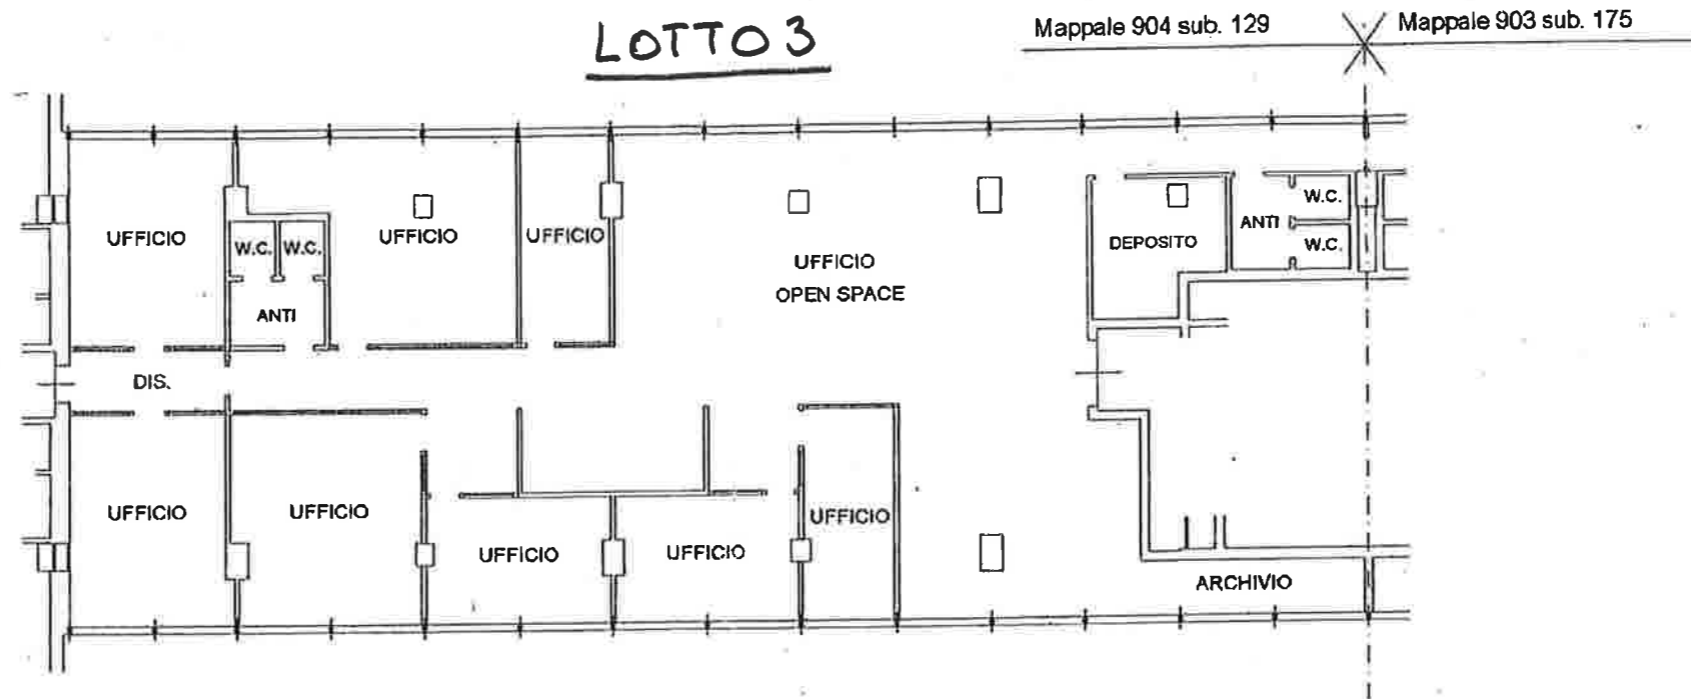 LOTTO 3
Mappale 904 sub. 129
Mappale 903 sub. 175
UFFICIO
W.C.
W.C.
ANTI
UFFICIO
UFFICIO
UFFICIO
OPEN SPACE
DEPOSITO
ANTI
W.C.
W.C.
DIS.
UFFICIO
UFFICIO
UFFICIO
UFFICIO
UFFICIO
ARCHIVIO